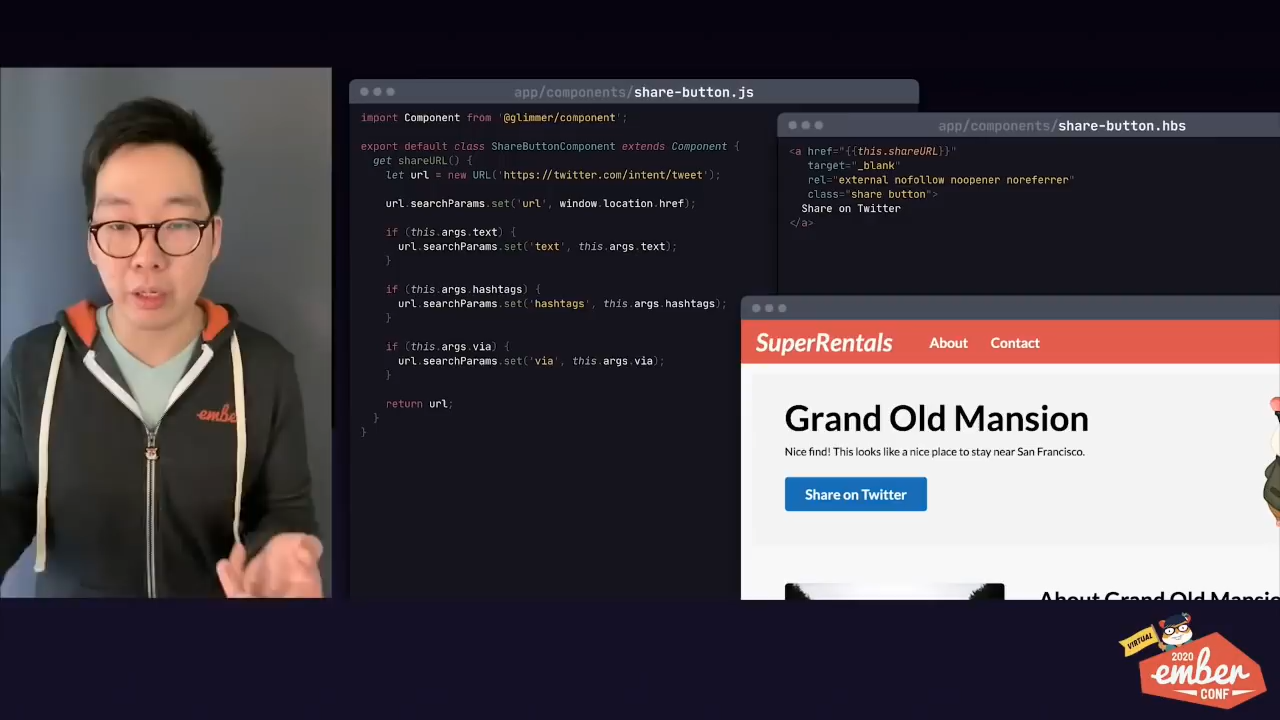 app/components/share-button.js
import Component from '@glimmer/component';
export default class ShareButtonComponent extends Component {
get shareURL() {
let url = new URL('https://twitter.com/intent/tweet');
url.searchParams.set('url', window.location.href);
if (this.args.text) {
url.searchParams.set('text', this.args.text);
}
if (this.args.hashtags) {
url.searchParams.set('hashtags', this.args.hashtags);
}
if (this.args.via) {
url.searchParams.set('via', this.args.via);
}
return url;
}
}
app/components/share-button.hbs
<a href="{{this.shareURL}}"
target="_blank"
rel="external nofollow noopener noreferrer"
class="share button">
Share on Twitter
</a>
SuperRentals About Contact
Grand Old Mansion
Nice find! This looks like a nice place to stay near San Francisco.
Share on Twitter
About Grand Old
ember
VIRTUAL
2020
ember
CONF